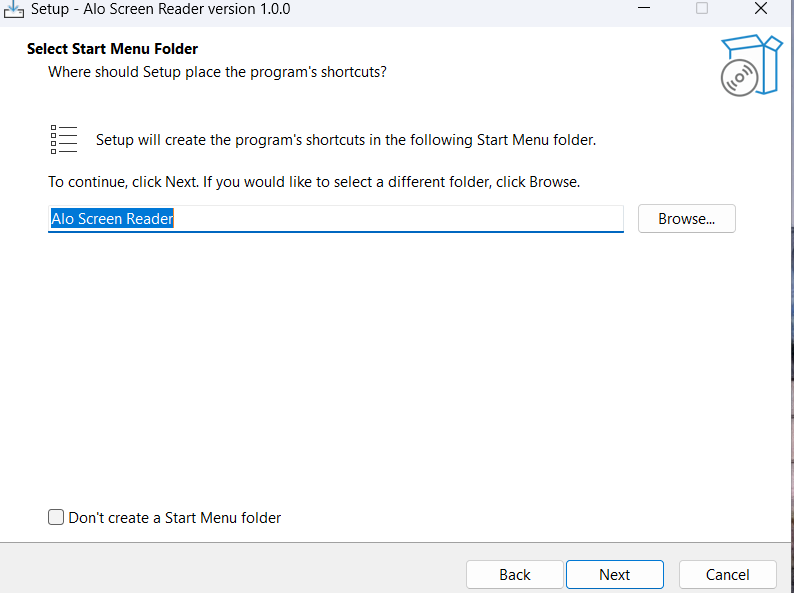 Setup - Alo Screen Reader version 1.0.0
Select Start Menu Folder
Where should Setup place the program's shortcuts?
Setup will create the program's shortcuts in the following Start Menu folder.
To continue, click Next. If you would like to select a different folder, click Browse.
Alo Screen Reader
Browse...
Don't create a Start Menu folder
Back
Next
Cancel